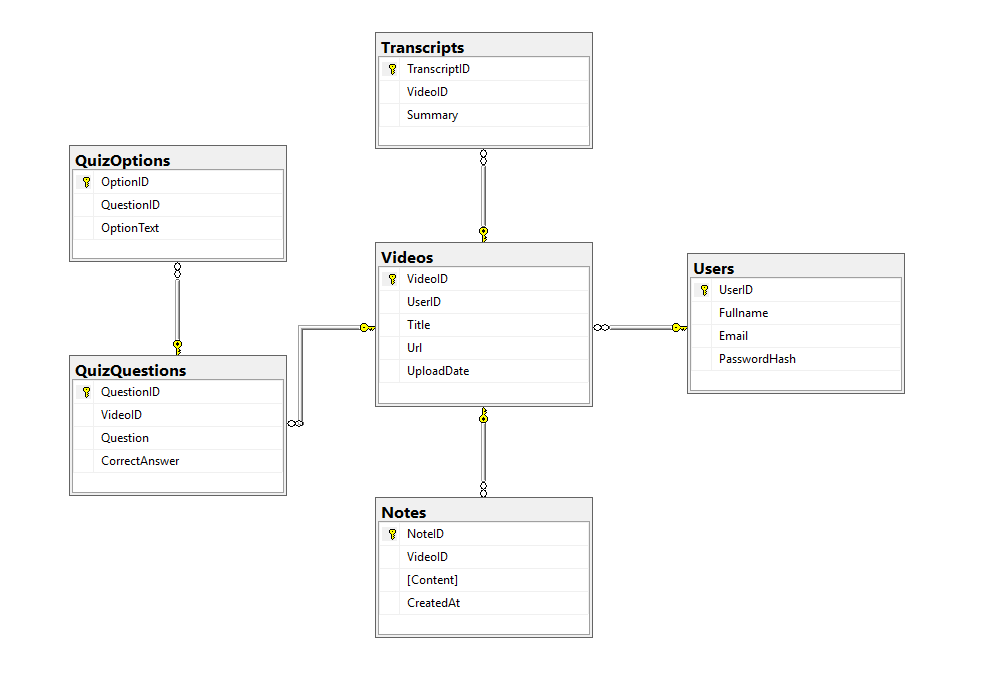 Transcripts
TranscriptID
VideoID
Summary
QuizOptions
OptionID
QuestionID
OptionText
Videos
VideoID
UserID
Title
Url
UploadDate
Users
UserID
Fullname
Email
PasswordHash
QuizQuestions
QuestionID
VideoID
Question
CorrectAnswer
Notes
NoteID
VideoID
[Content]
CreatedAt